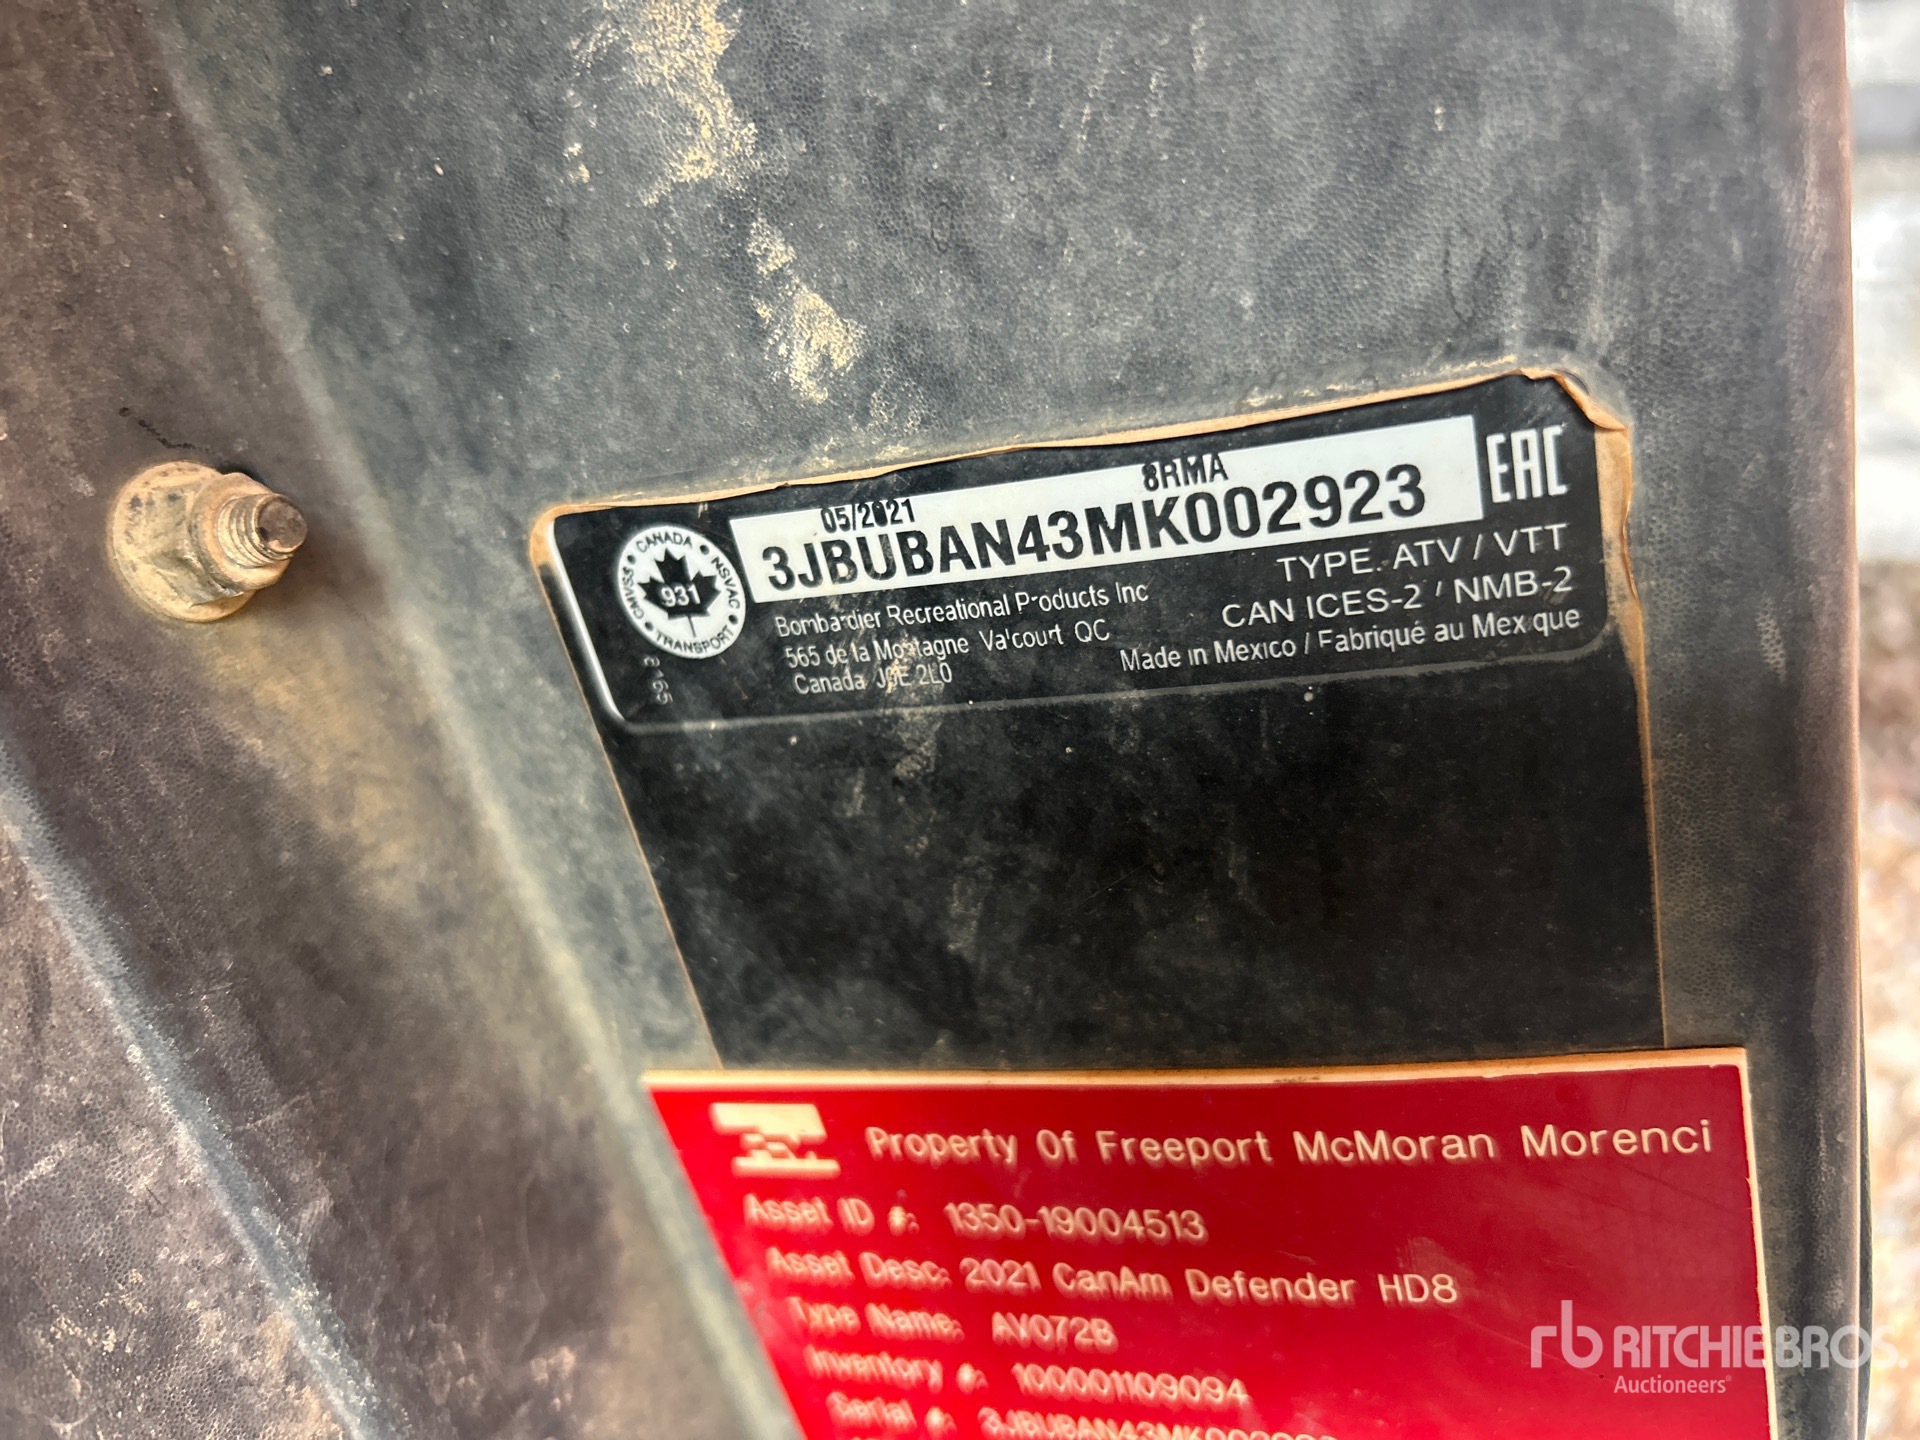 05/2021 8RMA
3JBUBAN43MK002923
EAC
CANADA • NSVAC • TRANSPORT • CMVSS •
931
Bombardier Recreational Products Inc
565 de la Montagne Valcourt QC
Canada J0E 2L0
TYPE. ATV / VTT
CAN ICES-2 / NMB-2
Made in Mexico / Fabriqué au Mexique
Property Of Freeport McMoran Morenci
Asset ID #: 1350-19004513
Asset Desc: 2021 CanAm Defender HD8
Type Name: AV072B
Inventory #: 100001109094
Serial #: 3JBUBAN43MK002923
rb RITCHIE BROS.
Auctioneers